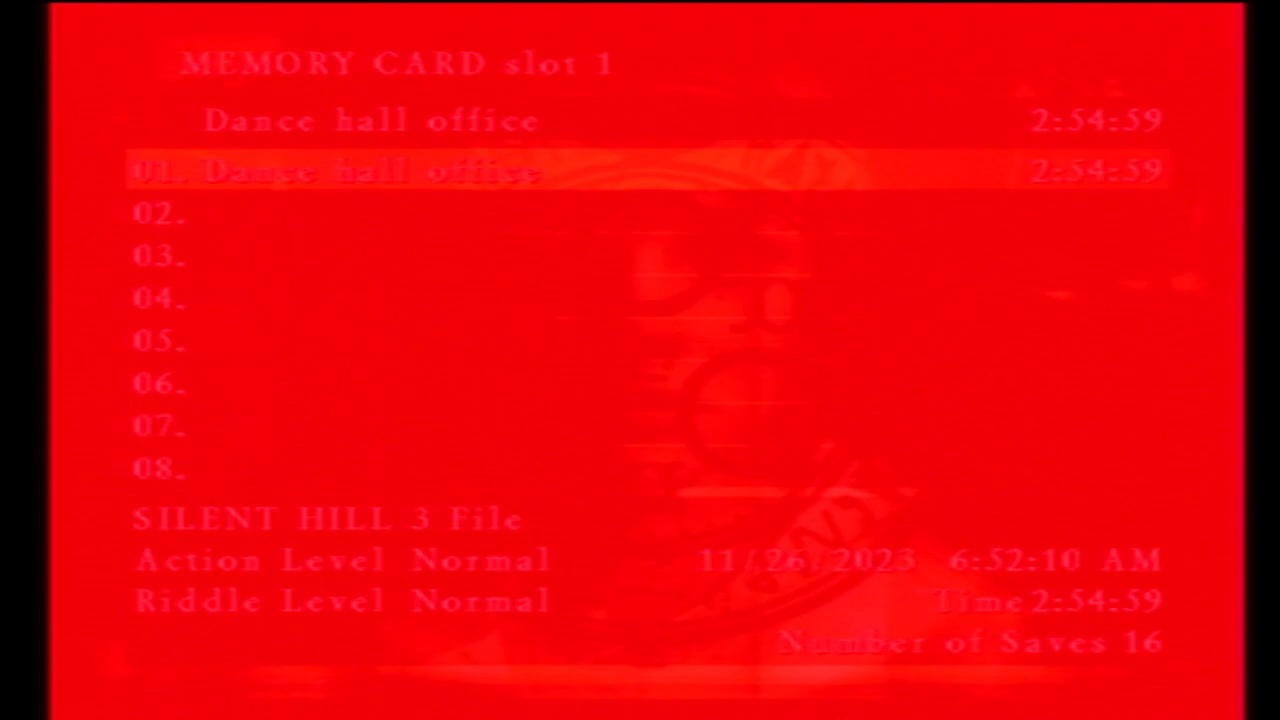 MEMORY CARD slot 1
Dance hall office 2:54:59
01. Dance hall office 2:54:59
02.
03.
04.
05.
06.
07.
08.
SILENT HILL 3 File
Action Level Normal 11/26/2023 6:52:10 AM
Riddle Level Normal Time 2:54:59
Number of Saves 16